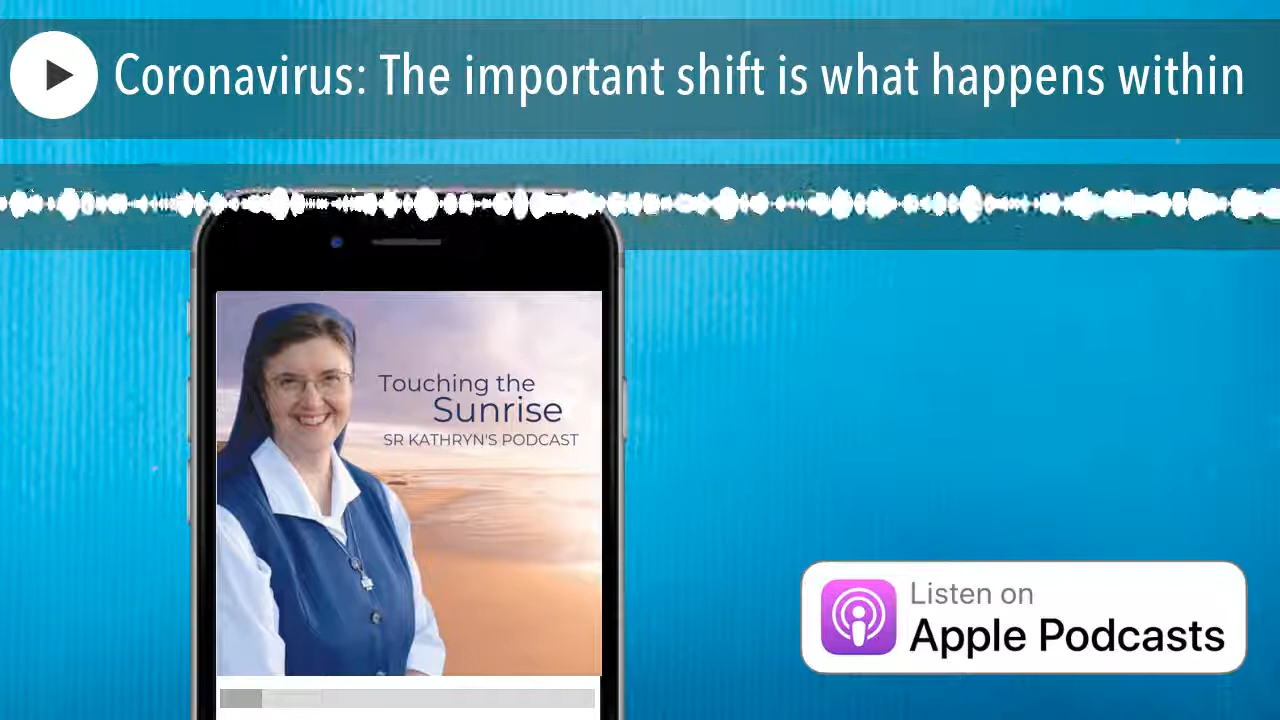 Coronavirus: The important shift is what happens within
Touching the
Sunrise
SR KATHRYN'S PODCAST
Listen on
Apple Podcasts